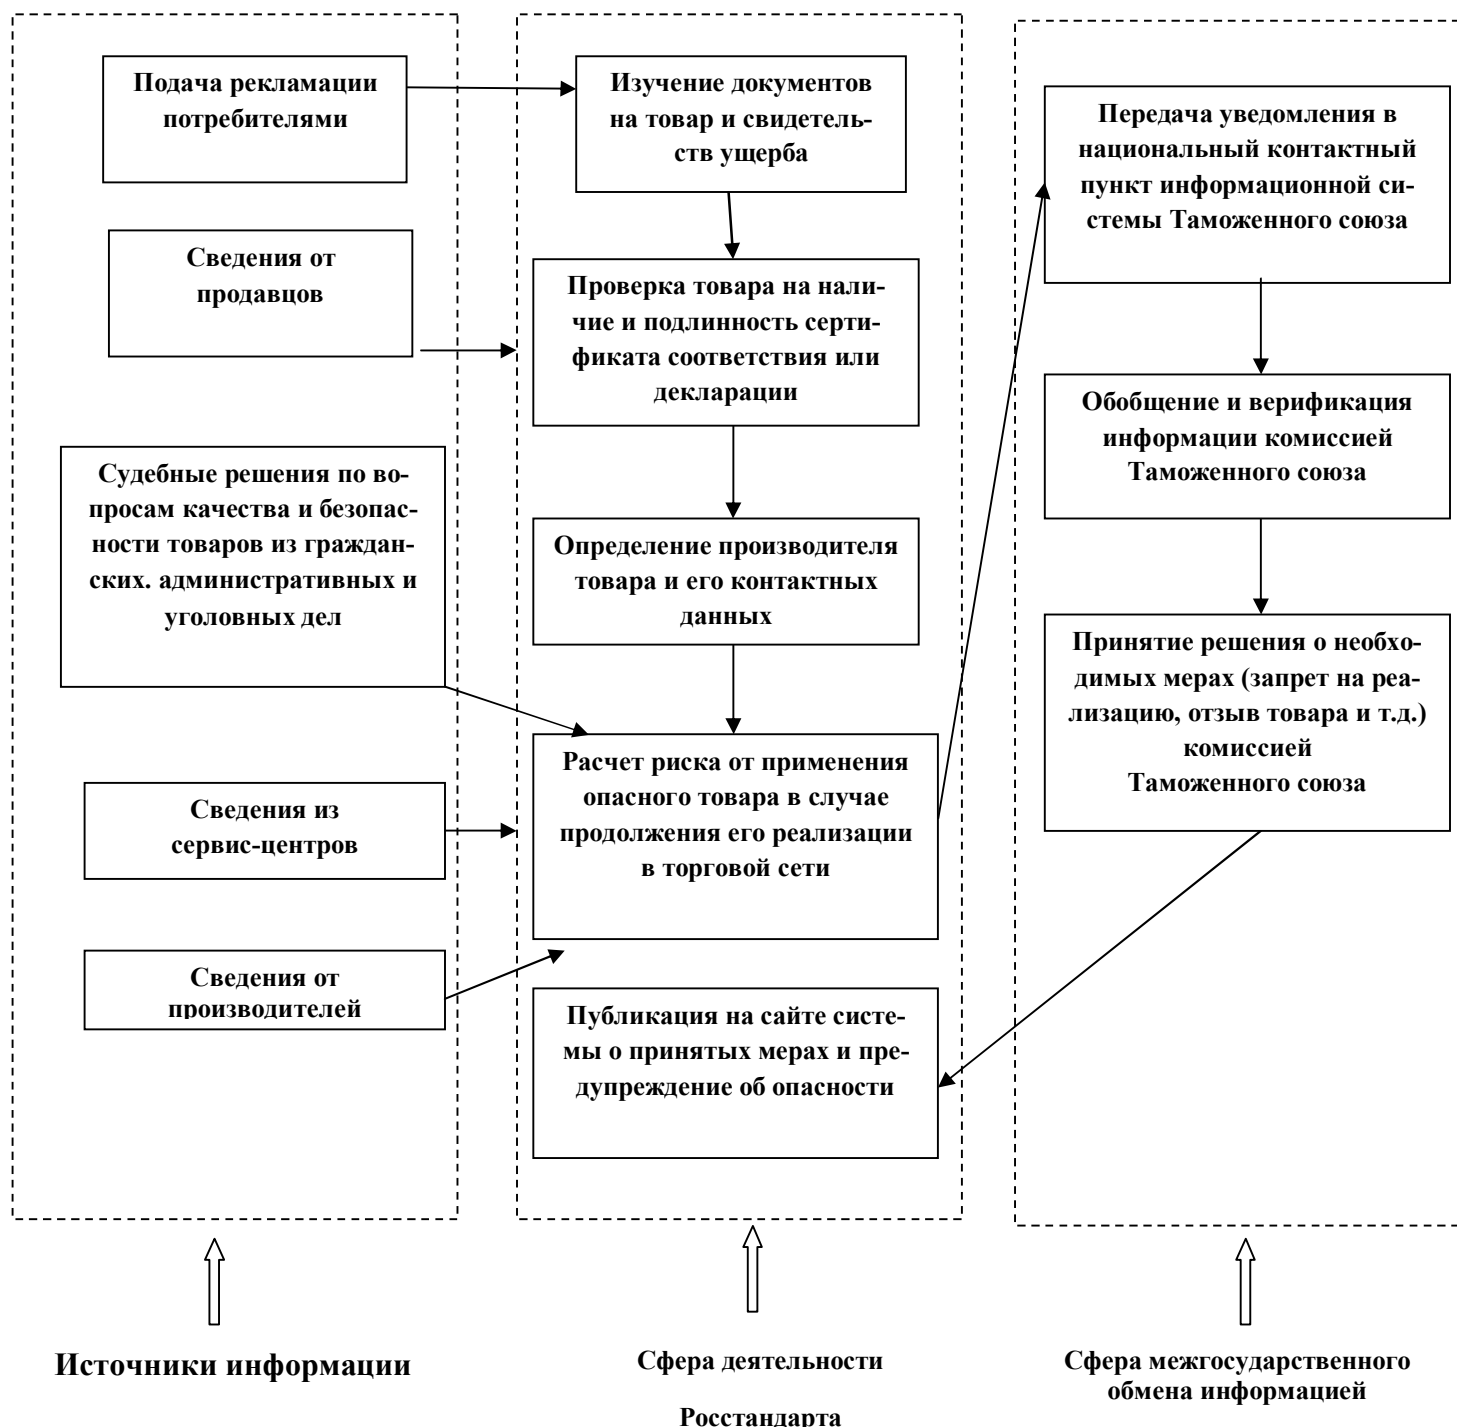 Подача рекламации
потребителями
Сведения от
продавцов
Судебные решения по во-
просам качества и безопас-
ности товаров из граждан-
ских. административных и
уголовных дел
Сведения из
сервис-центров
Сведения от
производителей
Изучение документов
на товар и свидетель-
ств ущерба
Проверка товара на нали-
чие и подлинность серти-
фиката соответствия или
декларации
Определение производителя
товара и его контактных
данных
Расчет риска от применения
опасного товара в случае
продолжения его реализации
в торговой сети
Публикация на сайте систе-
мы о принятых мерах и пре-
дупреждение об опасности
Передача уведомления в
национальный контактный
пункт информационной си-
стемы Таможенного союза
Обобщение и верификация
информации комиссией
Таможенного союза
Принятие решения о необхо-
димых мерах (запрет на реа-
лизацию, отзыв товара и т.д.)
комиссией
Таможенного союза
Источники информации
Сфера деятельности
Росстандарта
Сфера межгосударственного
обмена информацией